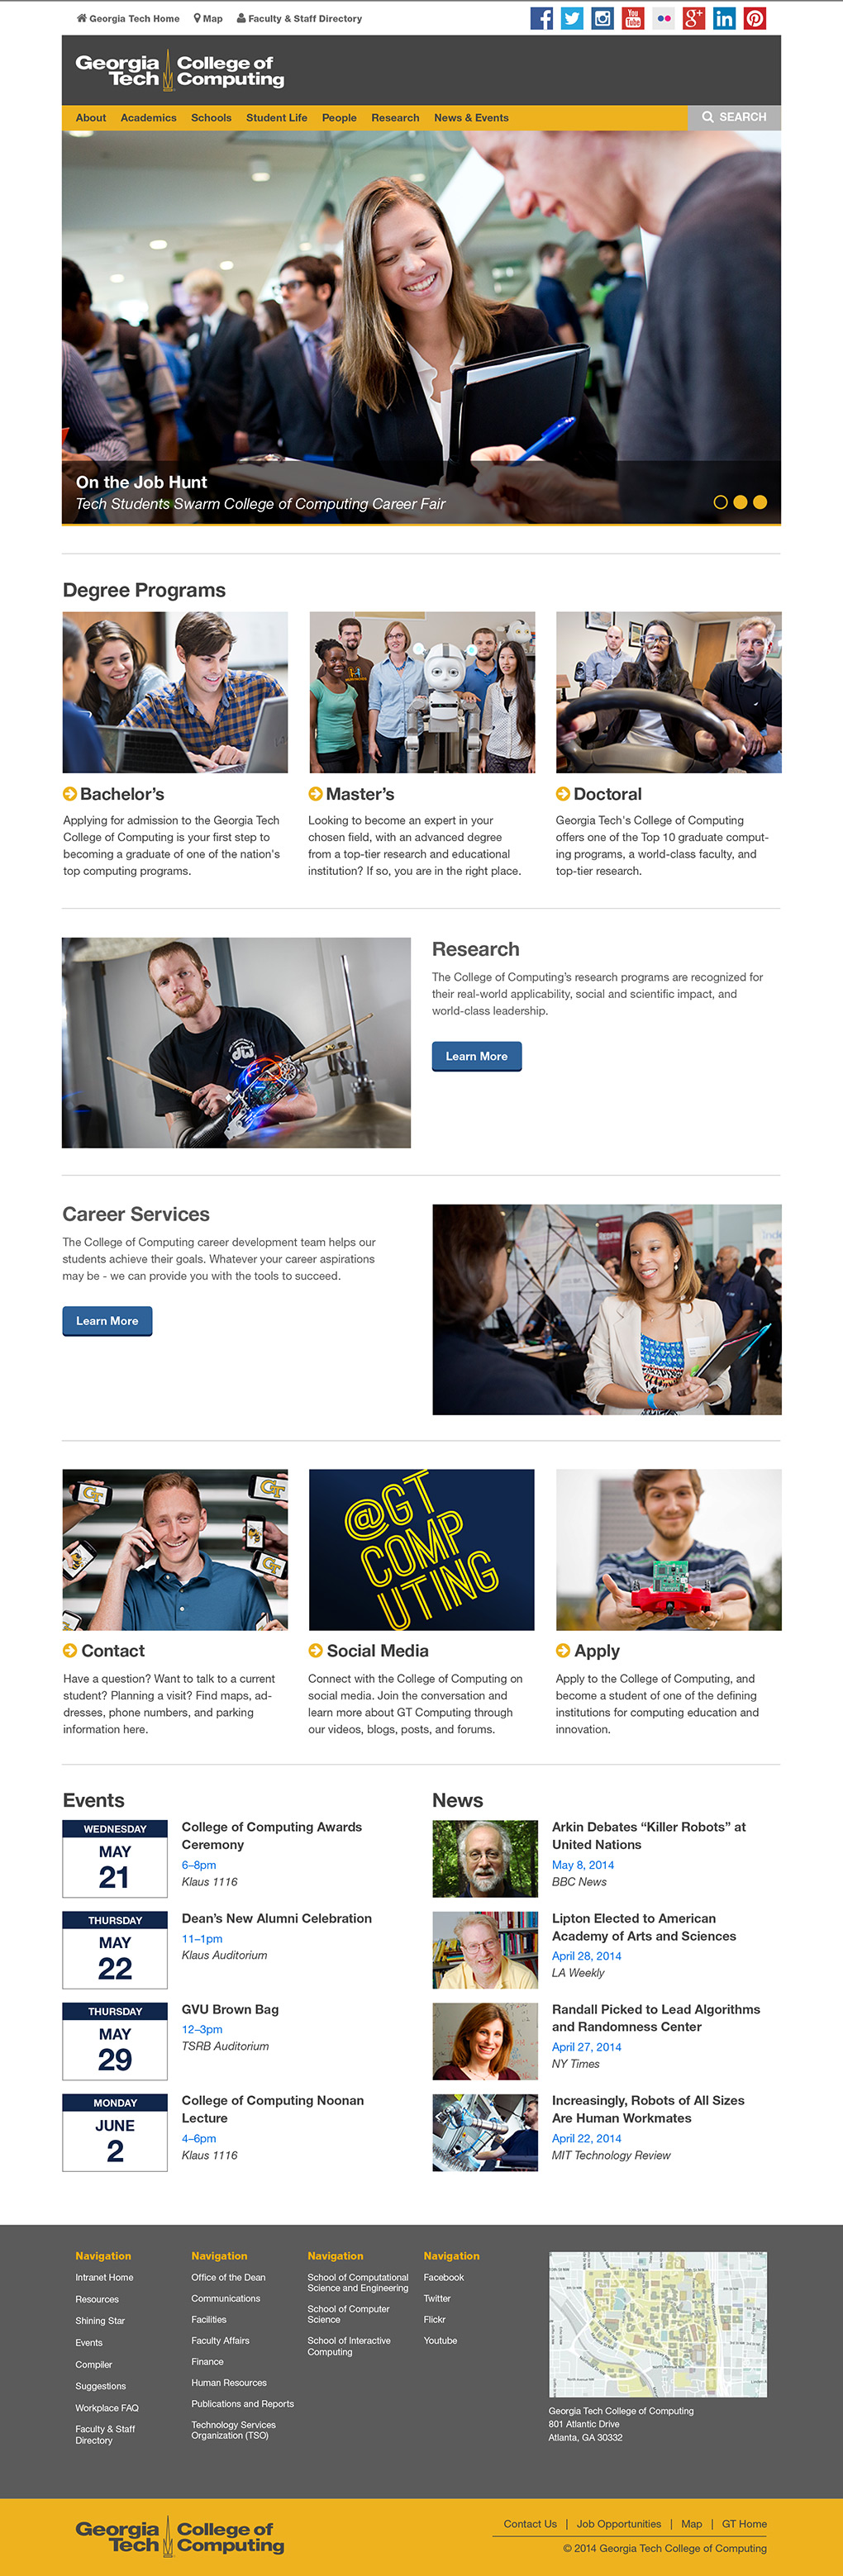 Georgia Tech Home Map Faculty & Staff Directory
You
Tube
g+
in
Georgia Tech College of Computing
About Academics Schools Student Life People Research News & Events
SEARCH
On the Job Hunt
Tech Students Swarm College of Computing Career Fair
Degree Programs
Bachelor's
Applying for admission to the Georgia Tech
College of Computing is your first step to
becoming a graduate of one of the nation's
top computing programs.
Master's
Looking to become an expert in your
chosen field, with an advanced degree
from a top-tier research and educational
institution? If so, you are in the right place.
Doctoral
Georgia Tech's College of Computing
offers one of the Top 10 graduate comput-
ing programs, a world-class faculty, and
top-tier research.
dw
Research
The College of Computing's research programs are recognized for
their real-world applicability, social and scientific impact, and
world-class leadership.
Learn More
Career Services
The College of Computing career development team helps our
students achieve their goals. Whatever your career aspirations
may be - we can provide you with the tools to succeed.
Learn More
GT
GT
GT
@GT
COMP
UTING
Contact
Have a question? Want to talk to a current
student? Planning a visit? Find maps, ad-
dresses, phone numbers, and parking
information here.
Social Media
Connect with the College of Computing on
social media. Join the conversation and
learn more about GT Computing through
our videos, blogs, posts, and forums.
Apply
Apply to the College of Computing, and
become a student of one of the defining
institutions for computing education and
innovation.
Events
WEDNESDAY
MAY
21
College of Computing Awards
Ceremony
6–8pm
Klaus 1116
THURSDAY
MAY
22
Dean's New Alumni Celebration
11–1pm
Klaus Auditorium
THURSDAY
MAY
29
GVU Brown Bag
12–3pm
TSRB Auditorium
MONDAY
JUNE
2
College of Computing Noonan
Lecture
4–6pm
Klaus 1116
News
Arkin Debates “Killer Robots” at
United Nations
May 8, 2014
BBC News
Lipton Elected to American
Academy of Arts and Sciences
April 28, 2014
LA Weekly
Randall Picked to Lead Algorithms
and Randomness Center
April 27, 2014
NY Times
Increasingly, Robots of All Sizes
Are Human Workmates
April 22, 2014
MIT Technology Review
Navigation
Intranet Home
Resources
Shining Star
Events
Compiler
Suggestions
Workplace FAQ
Faculty & Staff
Directory
Navigation
Office of the Dean
Communications
Facilities
Faculty Affairs
Finance
Human Resources
Publications and Reports
Technology Services
Organization (TSO)
Navigation
School of Computational
Science and Engineering
School of Computer
Science
School of Interactive
Computing
Navigation
Facebook
Twitter
Flickr
Youtube
Georgia Tech College of Computing
801 Atlantic Drive
Atlanta, GA 30332
Georgia Tech College of Computing
Contact Us | Job Opportunities | Map | GT Home
© 2014 Georgia Tech College of Computing